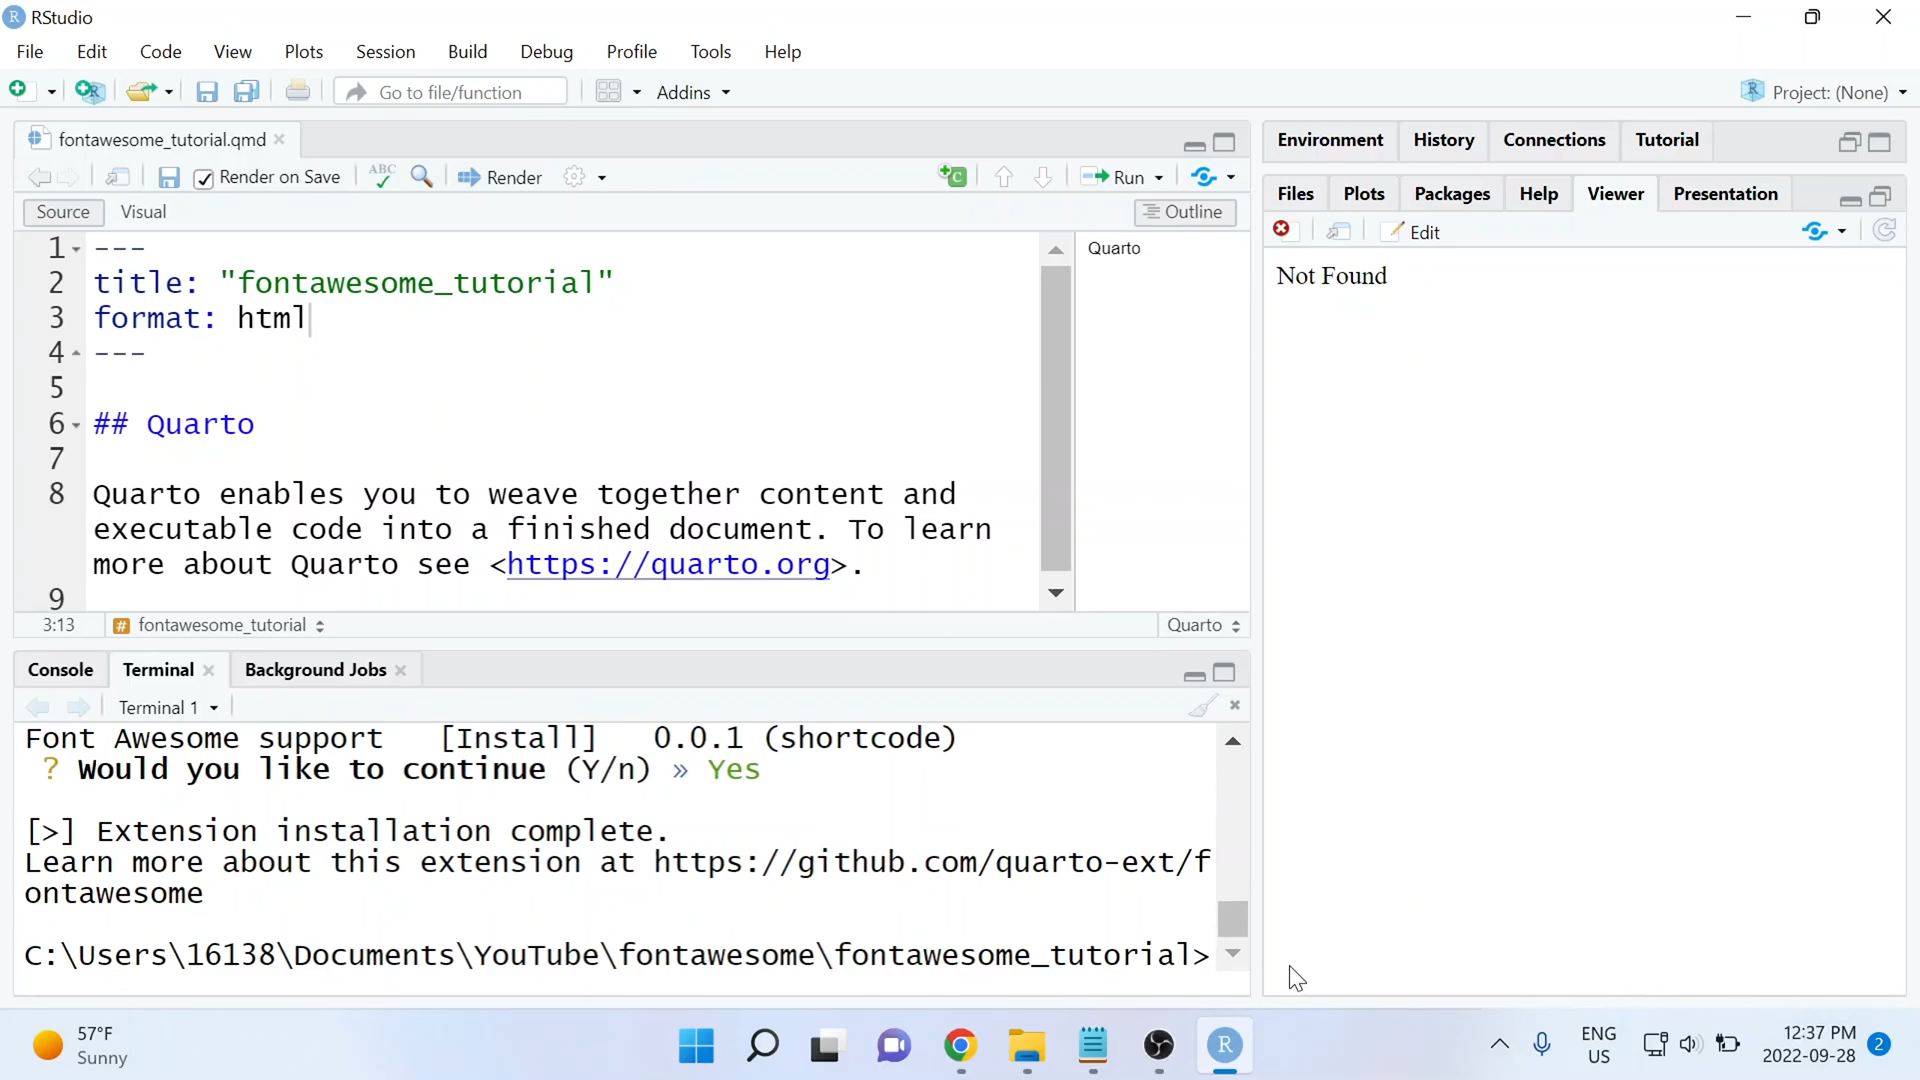 RStudio
File Edit Code View Plots Session Build Debug Profile Tools Help
Go to file/function Addins Project: (None)
fontawesome_tutorial.qmd
Render on Save ABC Render Run
Source Visual Outline
1 ---
2 title: "fontawesome_tutorial"
3 format: html
4 ---
5
6 ## Quarto
7
8 Quarto enables you to weave together content and
executable code into a finished document. To learn
more about Quarto see <https://quarto.org>.
9
3:13 # fontawesome_tutorial Quarto
Quarto
Console Terminal Background Jobs
Terminal 1
Font Awesome support [Install] 0.0.1 (shortcode)
? Would you like to continue (Y/n) » Yes
[>] Extension installation complete.
Learn more about this extension at https://github.com/quarto-ext/f
ontawesome
C:\Users\16138\Documents\YouTube\fontawesome\fontawesome_tutorial>
Environment History Connections Tutorial
Files Plots Packages Help Viewer Presentation
Edit
Not Found
57°F
Sunny
R
ENG
US
12:37 PM
2022-09-28
2